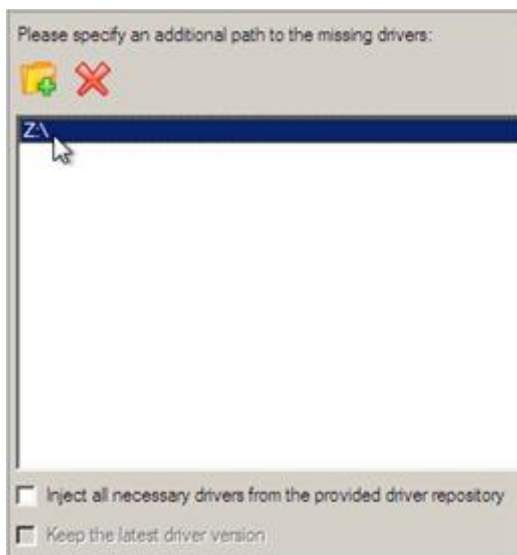 Please specify an addtional path to the missing drivers:
Z:\
Inject all necessary drivers from the provided driver repository
Keep the latest driver version